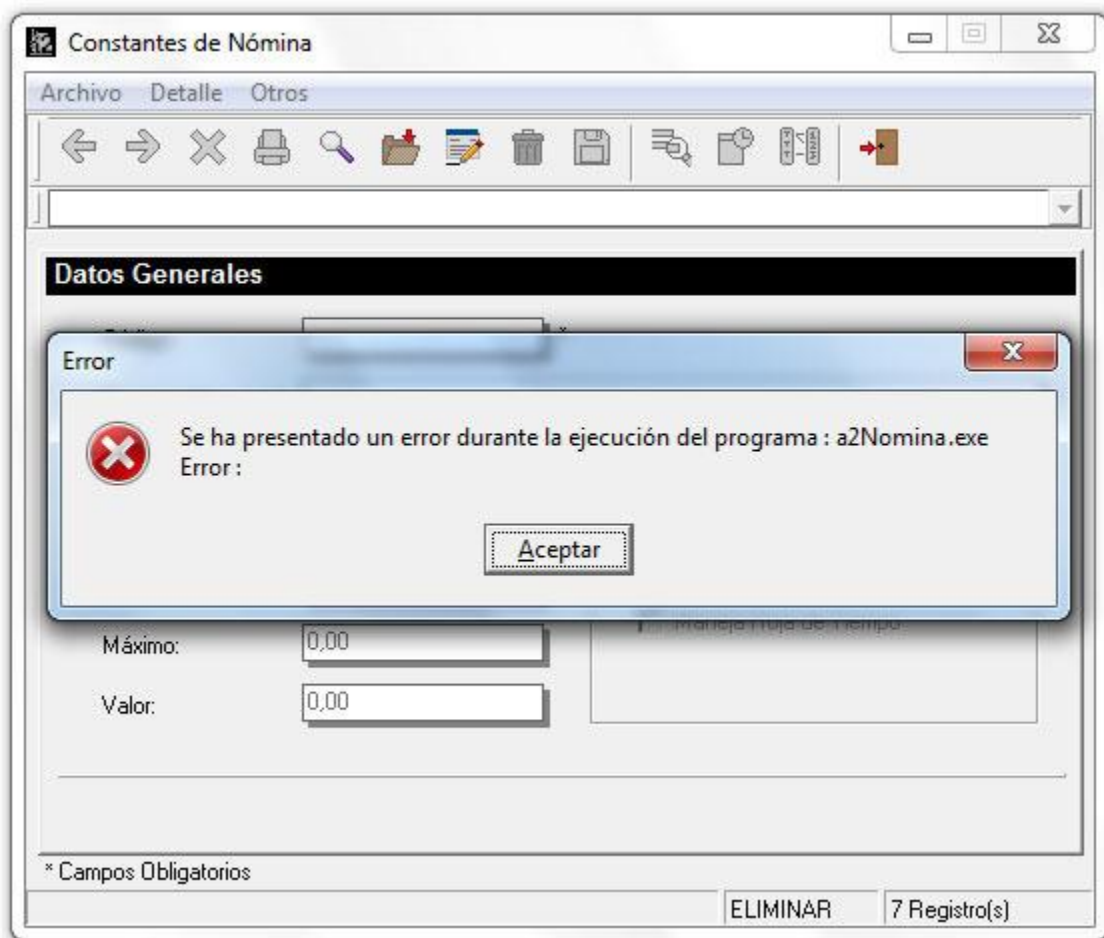 Constantes de Nómina
Archivo Detalle Otros
Datos Generales
Error
Se ha presentado un error durante la ejecución del programa : a2Nomina.exe
Error :
Aceptar
Máximo: 0,00
Valor: 0,00
* Campos Obligatorios
ELIMINAR 7 Registro(s)